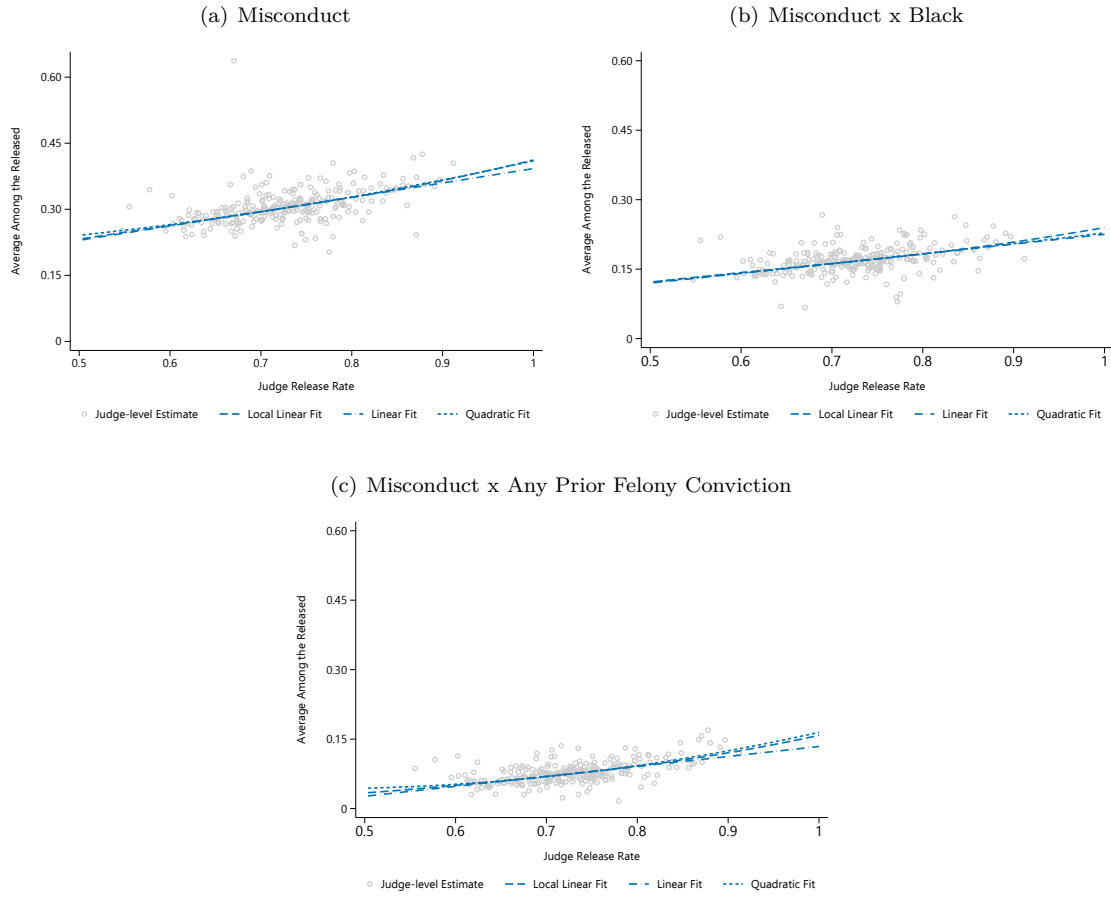 (a) Misconduct
(b) Misconduct x Black
Average Among the Released
0.60
0.45
0.30
0.15
0
0.5 0.6 0.7 0.8 0.9 1
Judge Release Rate
Judge-level Estimate Local Linear Fit Linear Fit Quadratic Fit
Average Among the Released
0.60
0.45
0.30
0.15
0
0.5 0.6 0.7 0.8 0.9 1
Judge Release Rate
Judge-level Estimate Local Linear Fit Linear Fit Quadratic Fit
(c) Misconduct x Any Prior Felony Conviction
Average Among the Released
0.60
0.45
0.30
0.15
0
0.5 0.6 0.7 0.8 0.9 1
Judge Release Rate
Judge-level Estimate Local Linear Fit Linear Fit Quadratic Fit